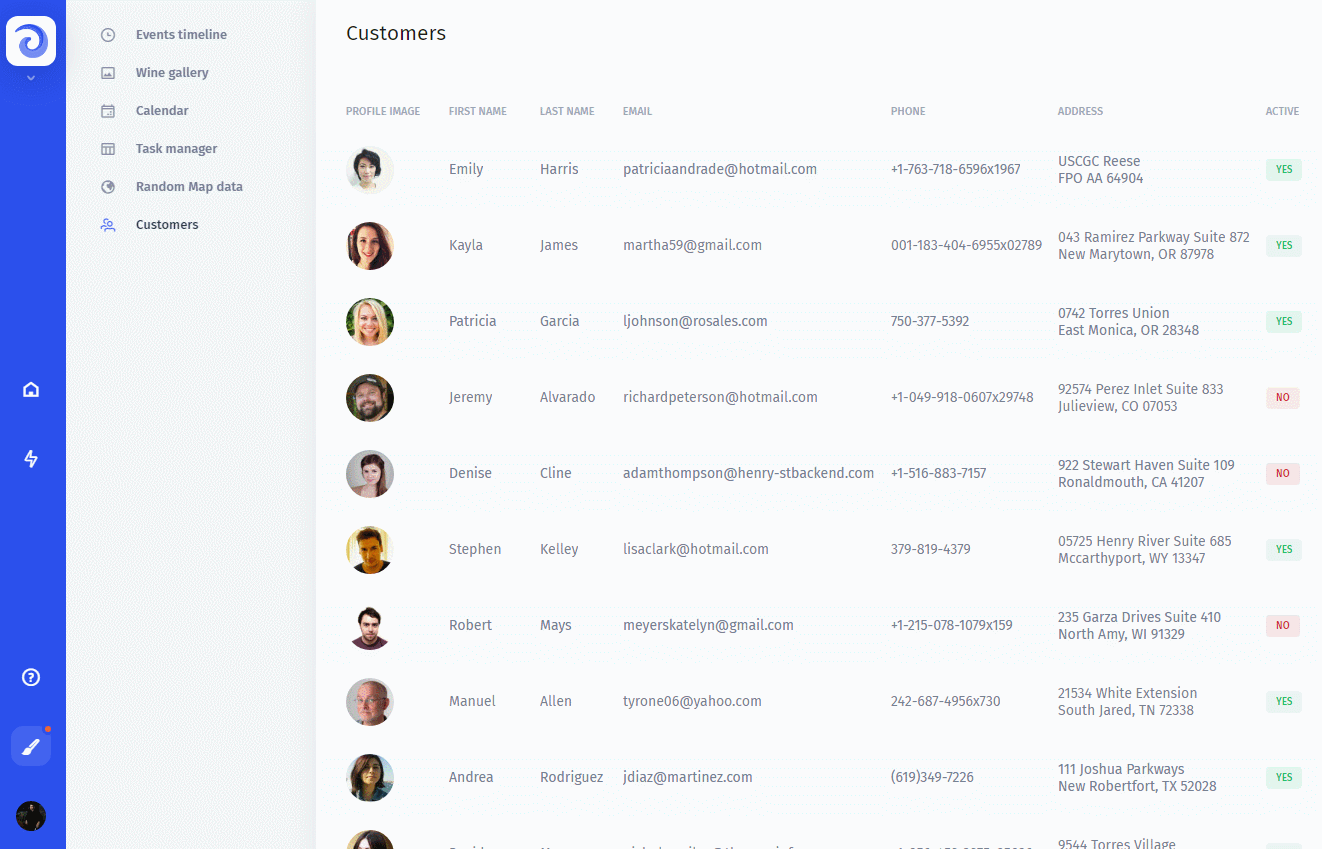 Events timeline
Wine gallery
Calendar
Task manager
Random Map data
Customers
Customers
PROFILE IMAGE FIRST NAME LAST NAME EMAIL PHONE ADDRESS ACTIVE
Emily Harris patriciaandrade@hotmail.com +1-763-718-6596x1967 USCGC Reese
FPO AA 64904 YES
Kayla James martha59@gmail.com 001-183-404-6955x02789 043 Ramirez Parkway Suite 872
New Marytown, OR 87978 YES
Patricia Garcia ljohnson@rosales.com 750-377-5392 0742 Torres Union
East Monica, OR 28348 YES
Jeremy Alvarado richardpeterson@hotmail.com +1-049-918-0607x29748 92574 Perez Inlet Suite 833
Julieview, CO 07053 NO
Denise Cline adamthompson@henry-stbackend.com +1-516-883-7157 922 Stewart Haven Suite 109
Ronaldmouth, CA 41207 NO
Stephen Kelley lisaclark@hotmail.com 379-819-4379 05725 Henry River Suite 685
Mccarthyport, WY 13347 YES
Robert Mays meyerskatelyn@gmail.com +1-215-078-1079x159 235 Garza Drives Suite 410
North Amy, WI 91329 NO
Manuel Allen tyrone06@yahoo.com 242-687-4956x730 21534 White Extension
South Jared, TN 72338 YES
Andrea Rodriguez jdiaz@martinez.com (619)349-7226 111 Joshua Parkways
New Robertfort, TX 52028 YES
9544 Torres Village